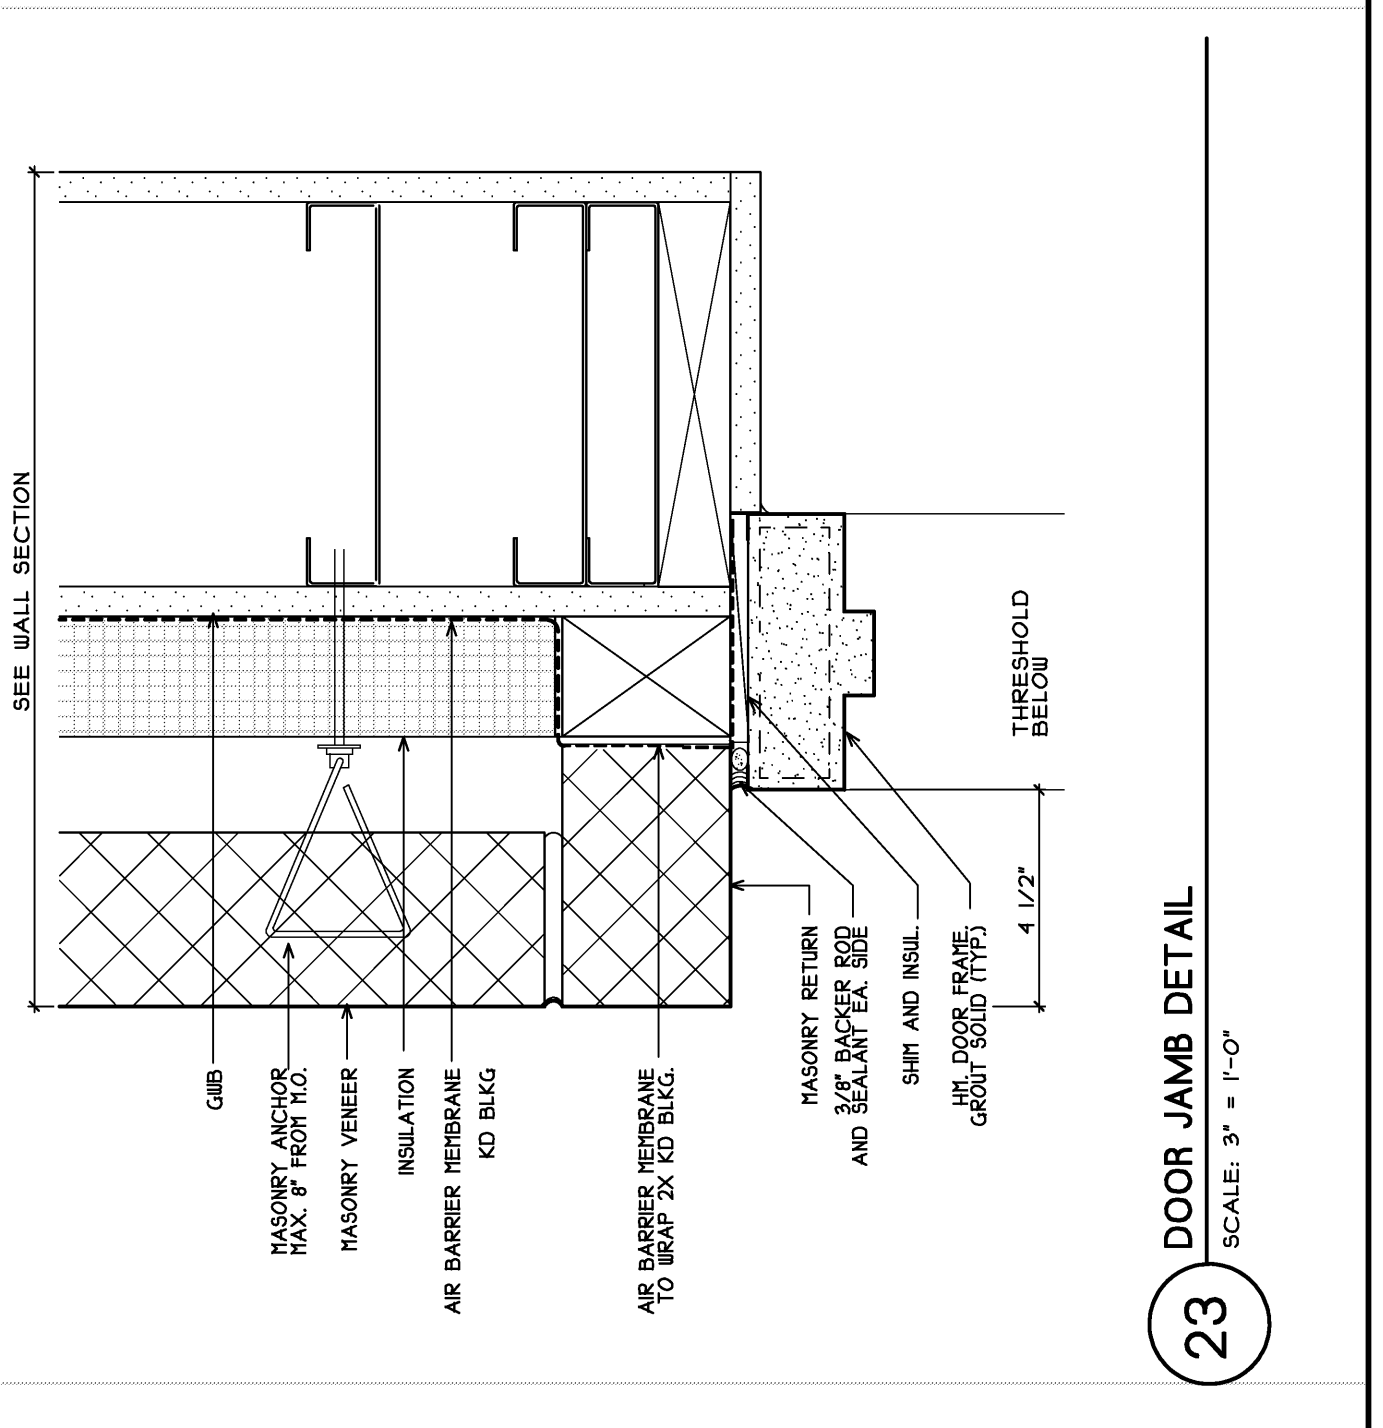 SEE WALL SECTION
GWB
MASONRY ANCHOR
MAX. 8" FROM M.O.
MASONRY VENEER
INSULATION
AIR BARRIER MEMBRANE
KD BLKG
AIR BARRIER MEMBRANE
TO WRAP 2X KD BLKG.
MASONRY RETURN
3/8" BACKER ROD
AND SEALANT EA. SIDE
SHIM AND INSUL.
HM. DOOR FRAME.
GROUT SOLID (TYP.)
THRESHOLD
BELOW
4 1/2"
23
DOOR JAMB DETAIL
SCALE: 3" = 1'-0"